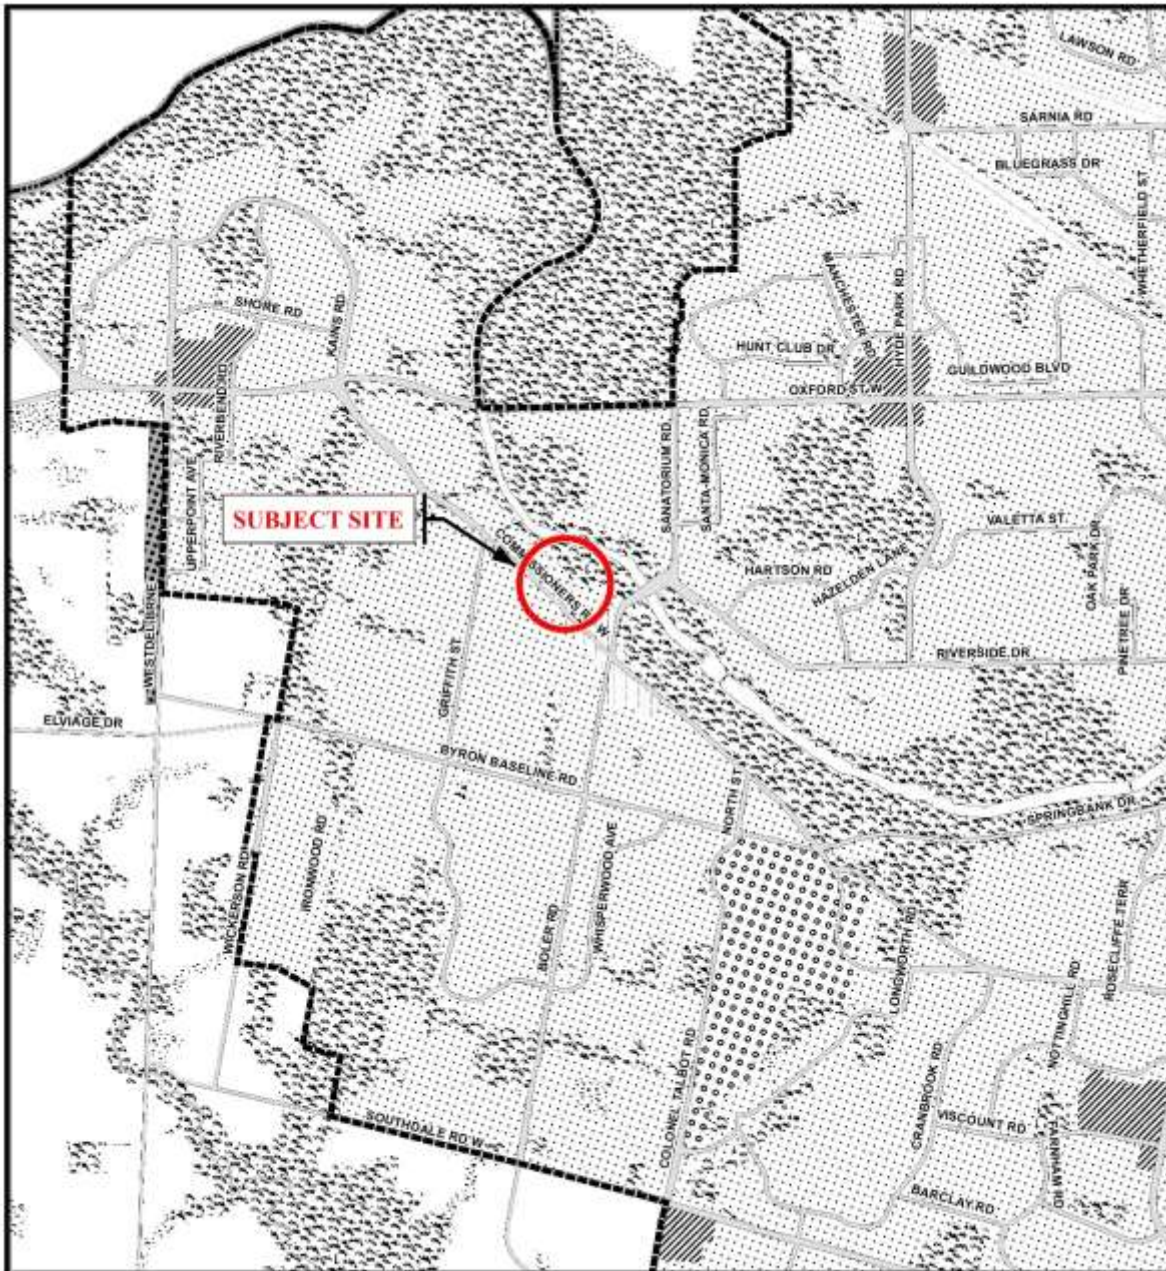 LAWSON RD
SARNIA RD
BLUEGRASS DR
WHETHERFIELD ST
MANCHESTER RD
HYDE PARK RD
SHORE RD
KAINS RD
HUNT CLUB DR
GUILDWOOD BLVD
OXFORD ST W
RIVERBEND RD
SANATORIUM RD
SANTA MONICA RD
UPPERPOINT AVE
SUBJECT SITE
VALETTA ST
OAK PARK DR
HARTSON RD
HAZELDEN LANE
PINETREE DR
RIVERSIDE DR
GRIFFITH ST
ELVIAGE DR
BYRON BASELINE RD
NORTH ST
SPRINGBANK DR
IRONWOOD RD
WHISPERWOOD AVE
WICKERSON RD
BOLER RD
LONGWORTH RD
ROSECLIFFE TERR
NOTTINGHILL RD
COLONEL TALBOT RD
CRANBROOK RD
VISCOUNT RD
FARNHAM RD
SOUTHDALE RD W
BARCLAY RD